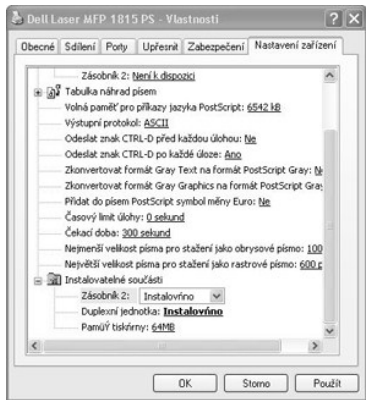 Dell Laser MFP 1815 PS - Vlastnosti
Obecné Sdílení Porty Upřesnit Zabezpečení Nastavení zařízení
Zásobník 2: Není k dispozici
Tabulka náhrad písem
Volná paměť pro příkazy jazyka PostScript: 6542 kB
Výstupní protokol: ASCII
Odeslat znak CTRL-D před každou úlohou: Ne
Odeslat znak CTRL-D po každé úloze: Ano
Zkonvertovat formát Gray Text na formát PostScript Gray:
Zkonvertovat formát Gray Graphics na formát PostScript
Přidat do písem PostScript symbol měny Euro: Ne
Časový limit úlohy: 0 sekund
Čekací doba: 300 sekund
Nejmenší velikost písma pro stažení jako obrysové písmo: 100
Největší velikost písma pro stažení jako rastrové písmo: 600
Instalovatelné součásti
Zásobník 2: Instalovříno
Duplexní jednotka: Instalovříno
PamúÝ tiskřírny: 64MB
OK Storno Použít